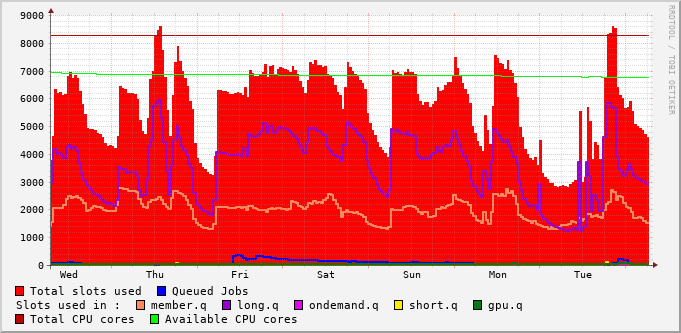 9000
8000
7000
6000
5000
4000
3000
2000
1000
0
Wed Thu Fri Sat Sun Mon Tue
RRDTOOL / TOBI OETIKER
Total slots used Queued Jobs
Slots used in : member.q long.q ondemand.q short.q gpu.q
Total CPU cores Available CPU cores